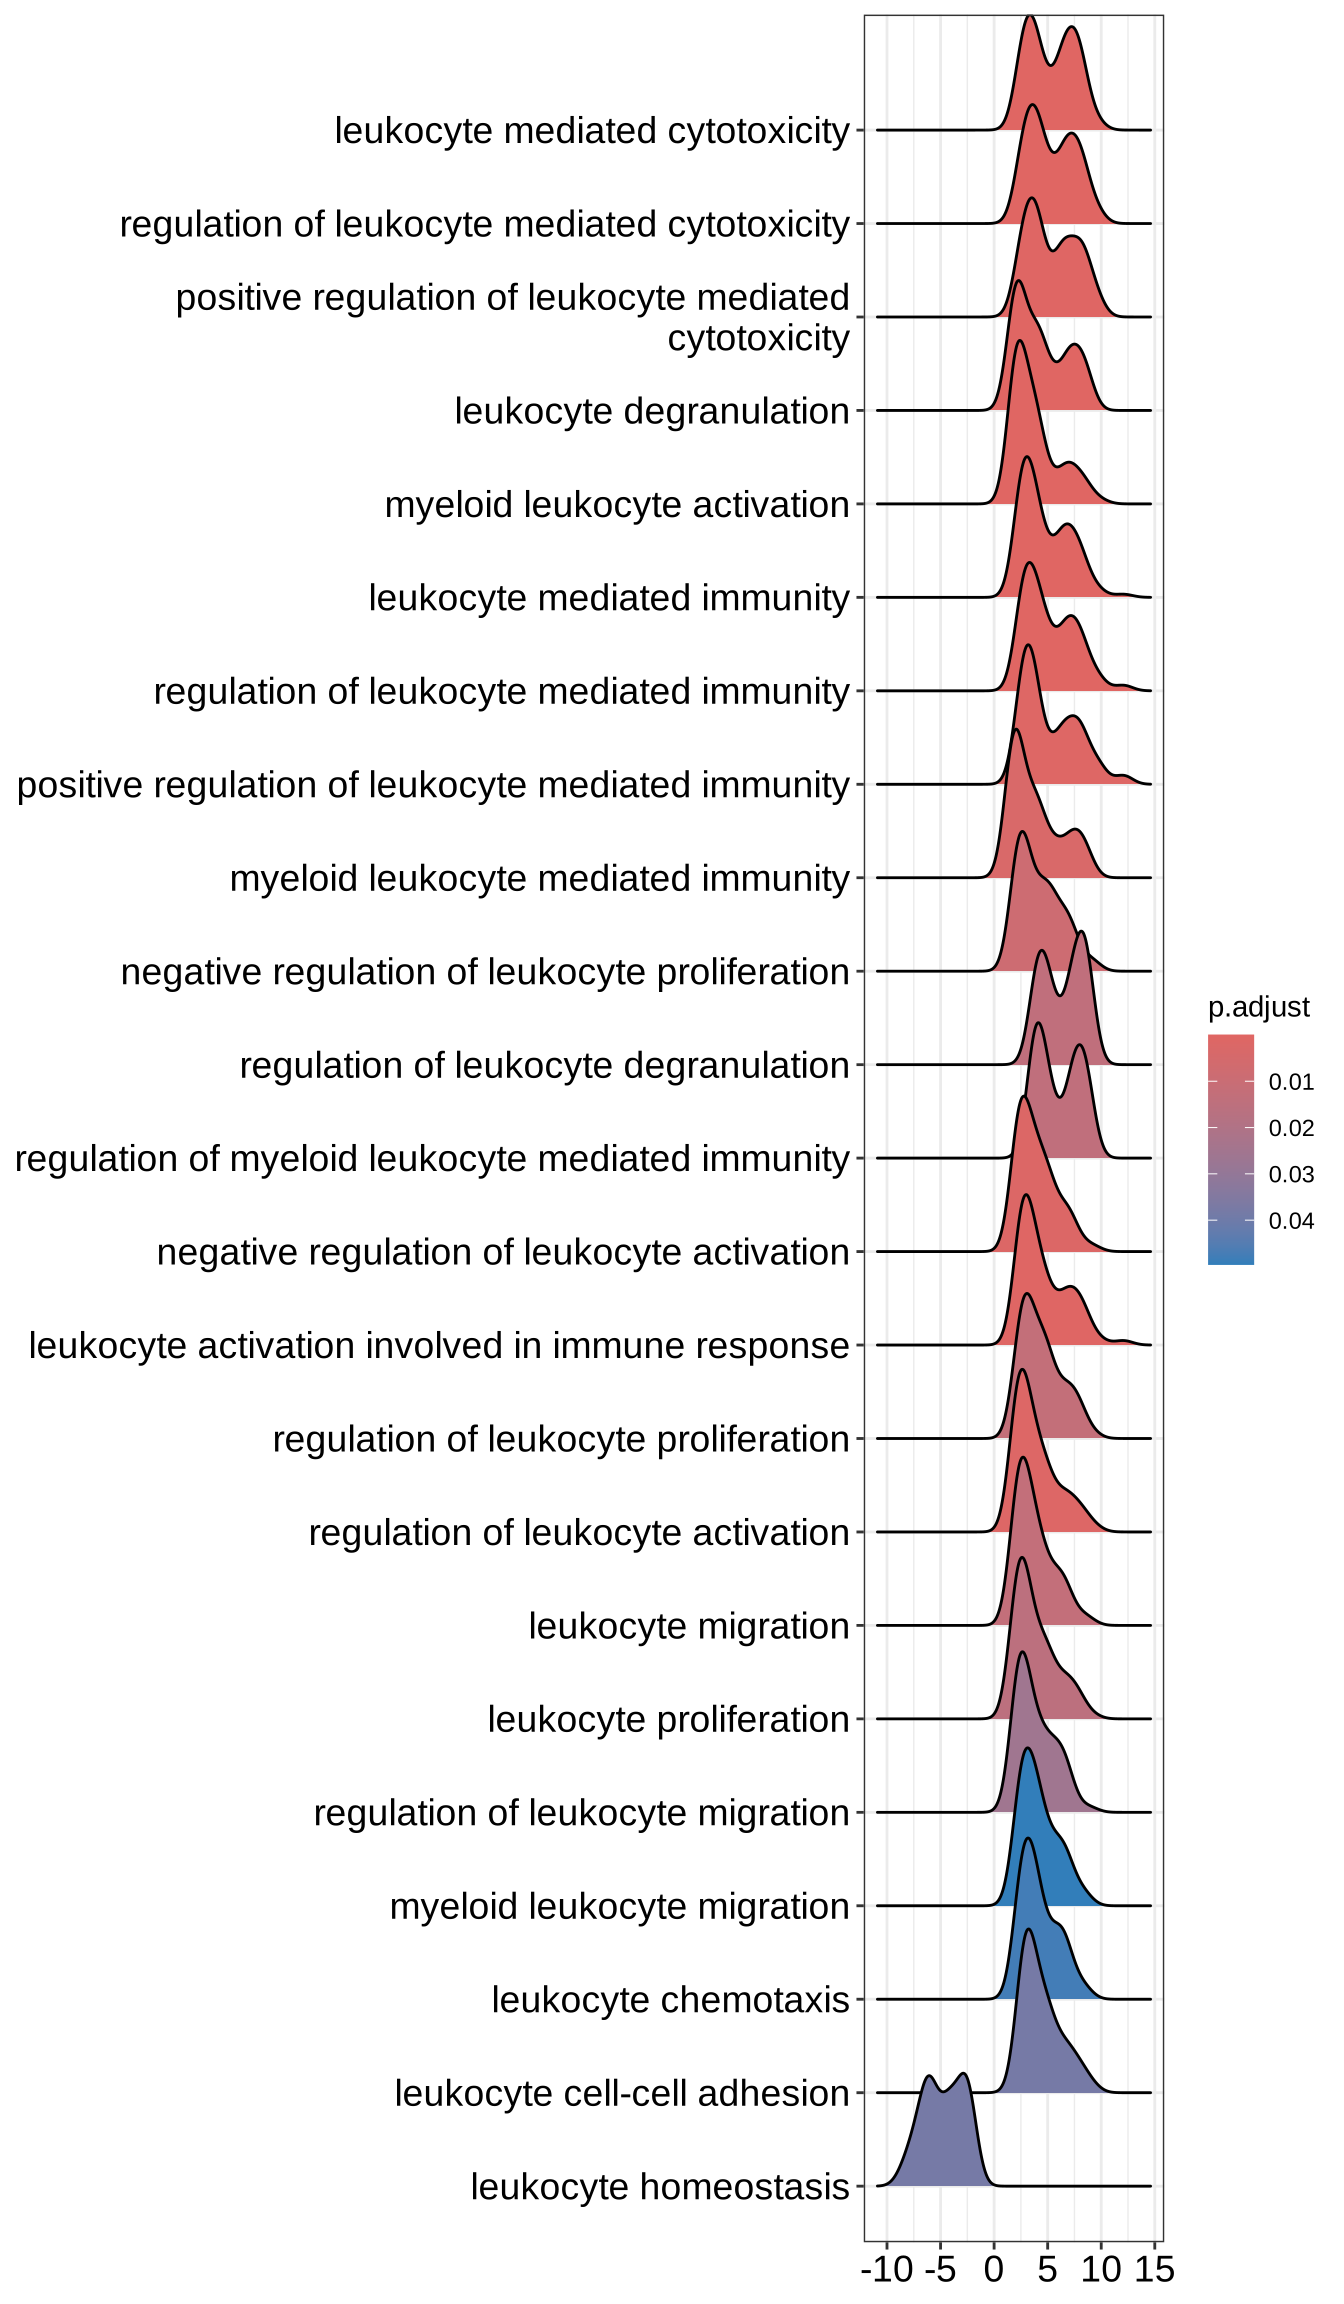 leukocyte mediated cytotoxicity
regulation of leukocyte mediated cytotoxicity
positive regulation of leukocyte mediated
cytotoxicity
leukocyte degranulation
myeloid leukocyte activation
leukocyte mediated immunity
regulation of leukocyte mediated immunity
positive regulation of leukocyte mediated immunity
myeloid leukocyte mediated immunity
negative regulation of leukocyte proliferation
regulation of leukocyte degranulation
regulation of myeloid leukocyte mediated immunity
negative regulation of leukocyte activation
leukocyte activation involved in immune response
regulation of leukocyte proliferation
regulation of leukocyte activation
leukocyte migration
leukocyte proliferation
regulation of leukocyte migration
myeloid leukocyte migration
leukocyte chemotaxis
leukocyte cell-cell adhesion
leukocyte homeostasis
-10 -5 0 5 10 15
p.adjust
0.01
0.02
0.03
0.04